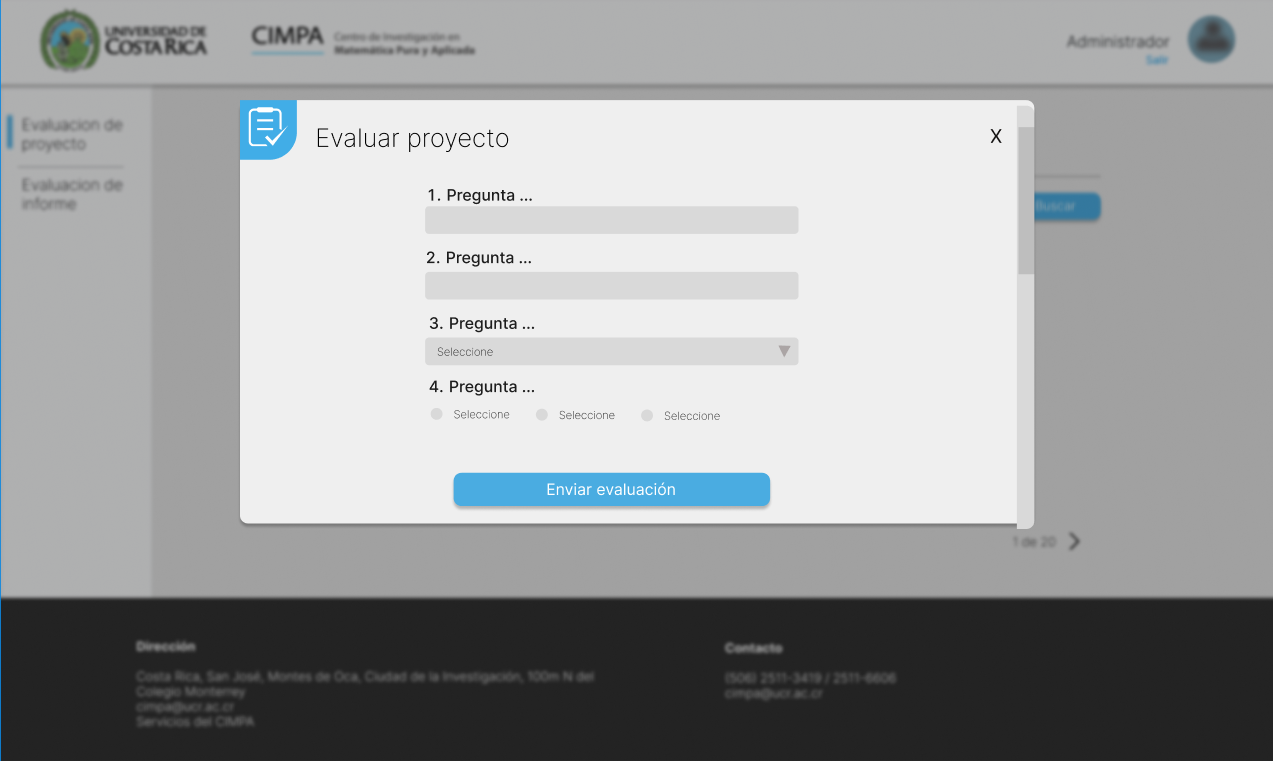 UNIVERSIDAD DE
COSTA RICA
CIMPA
Centro de Investigación en
Matemática Pura y Aplicada
Administrador
Salir
Evaluacion de
proyecto
Evaluacion de
informe
Evaluar proyecto
X
1. Pregunta ...
2. Pregunta ...
3. Pregunta ...
Seleccione
4. Pregunta ...
Seleccione Seleccione Seleccione
Enviar evaluación
Buscar
1 de 20
Dirección
Costa Rica, San José, Montes de Oca, Ciudad de la Investigación, 100m N del
Colegio Monterrey
cimpa@ucr.ac.cr
Servicios del CIMPA
Contacto
(506) 2511-3419 / 2511-6606
cimpa@ucr.ac.cr